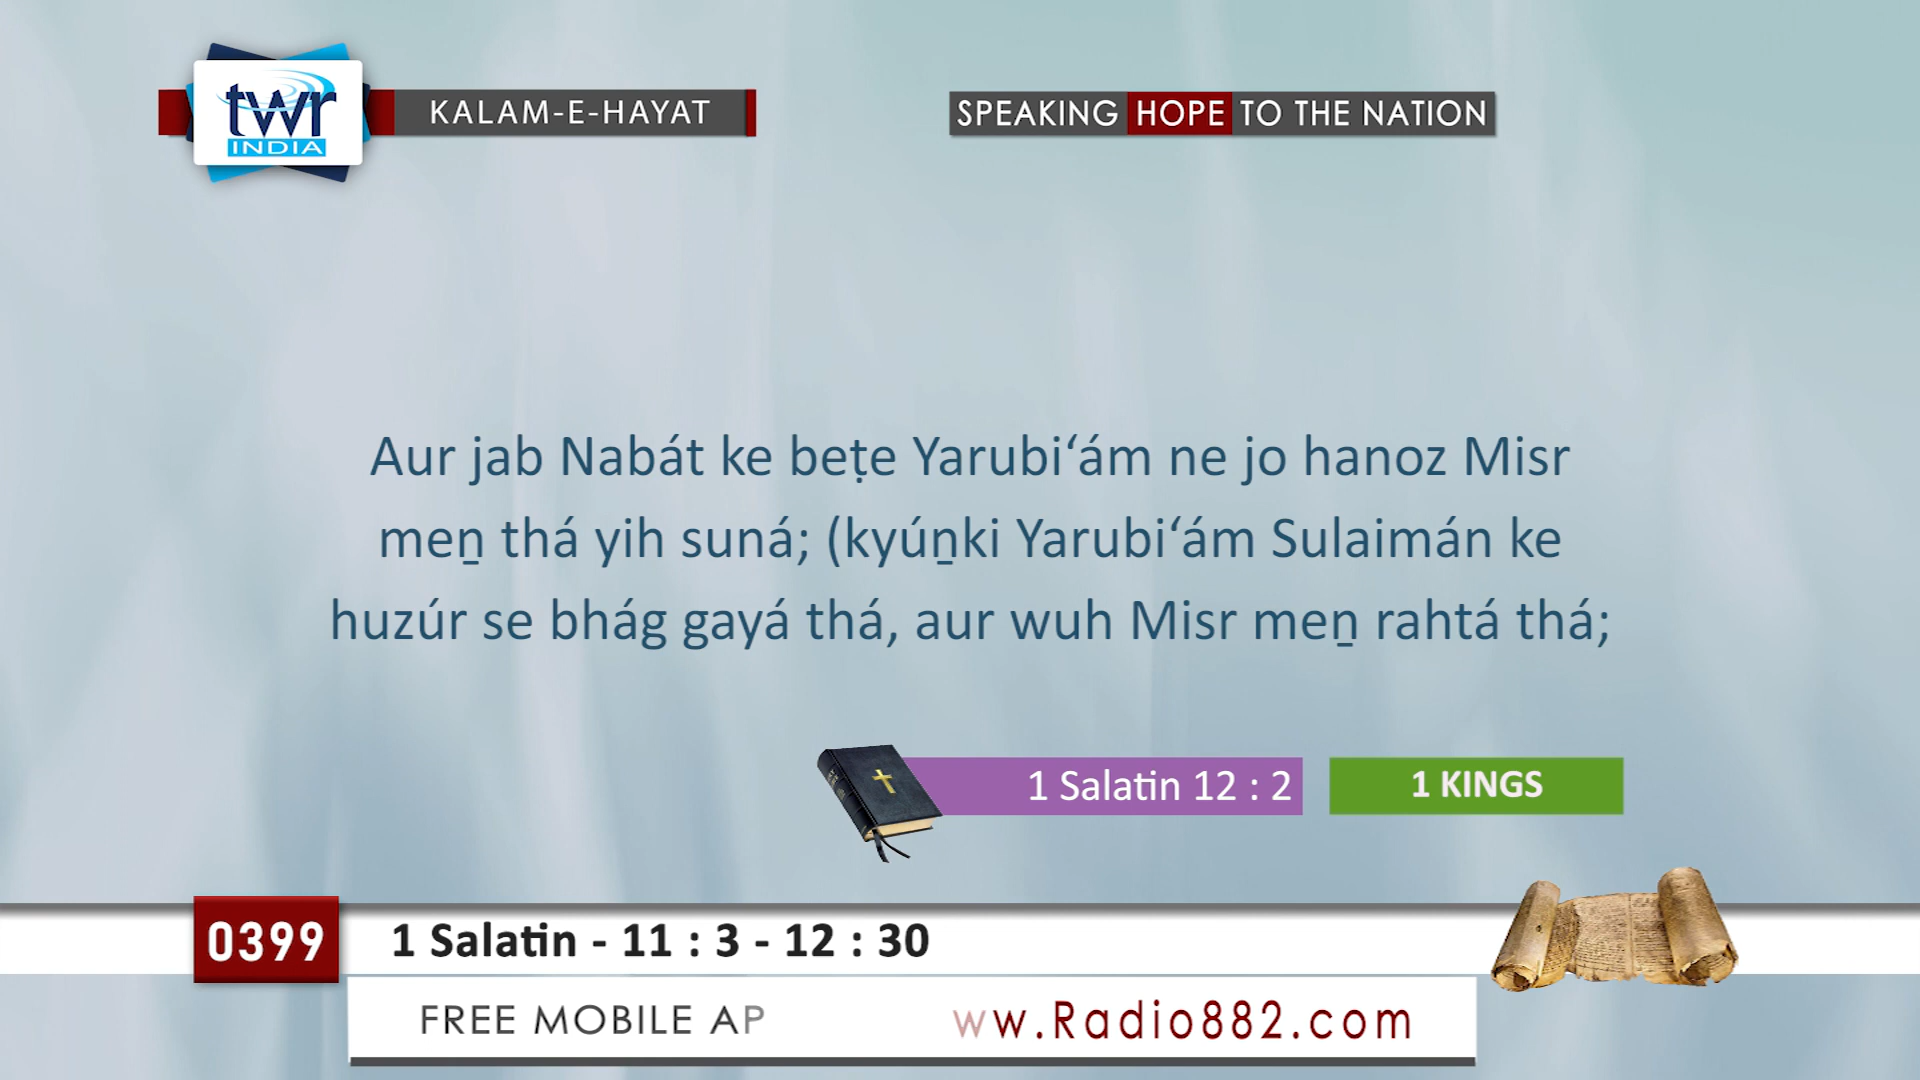 twr
INDIA
KALAM-E-HAYAT
SPEAKING HOPE TO THE NATION
Aur jab Nabát ke beṭe Yarubi‘ám ne jo hanoz Misr
meṉ thá yih suná; (kyúṉki Yarubi‘ám Sulaimán ke
huzúr se bhág gayá thá, aur wuh Misr meṉ rahtá thá;
1 Salatin 12 : 2
1 KINGS
0399
1 Salatin - 11 : 3 - 12 : 30
FREE MOBILE AP
ww.Radio882.com